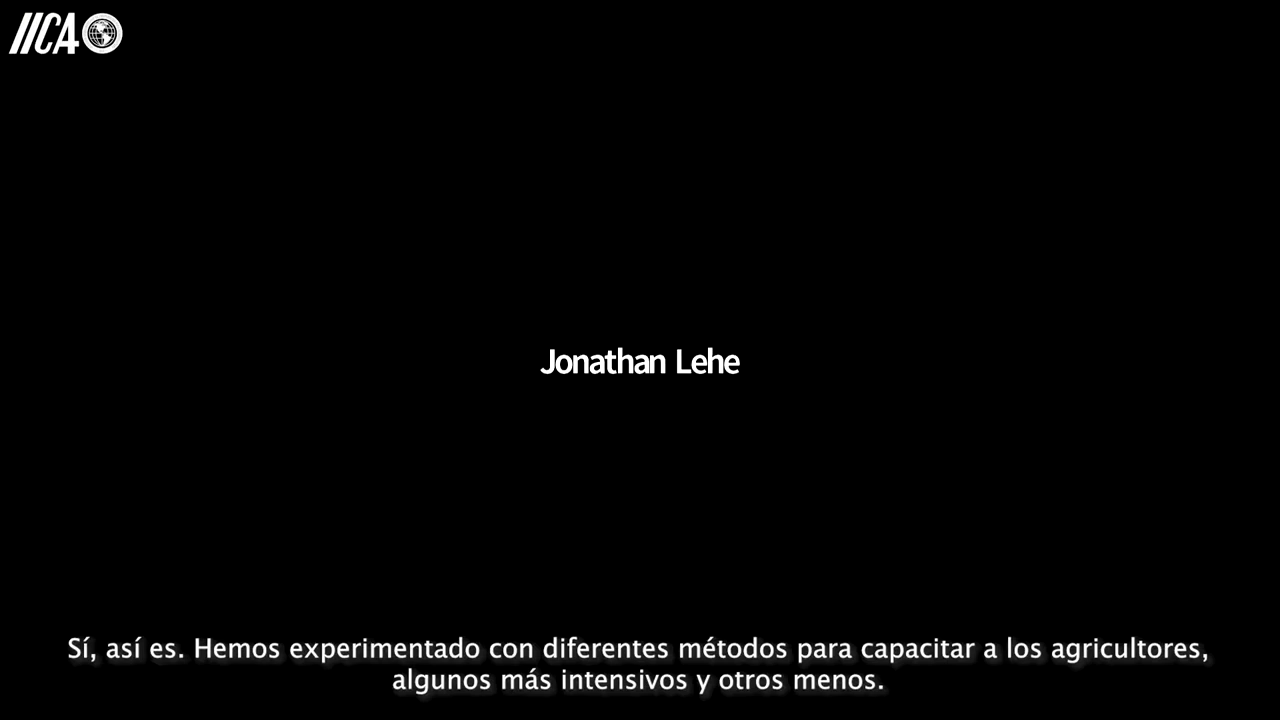 IICA
Jonathan Lehe
Sí, así es. Hemos experimentado con diferentes métodos para capacitar a los agricultores,
algunos más intensivos y otros menos.